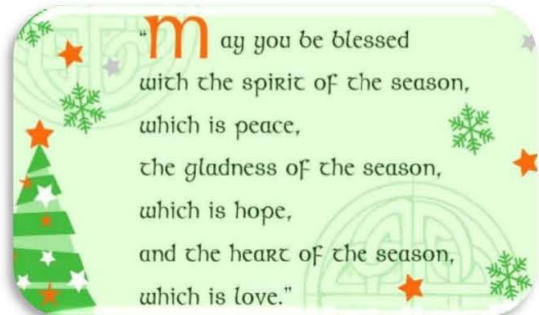 “May you be blessed
with the spirit of the season,
which is peace,
the gladness of the season,
which is hope,
and the heart of the season,
which is love.”